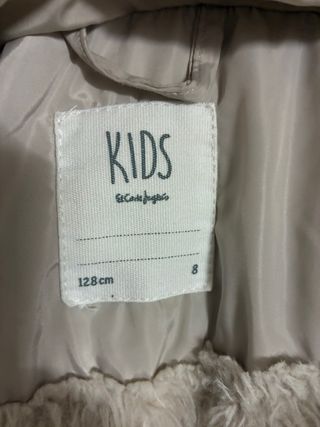 KIDS
El Corte Inglés
128 cm 8